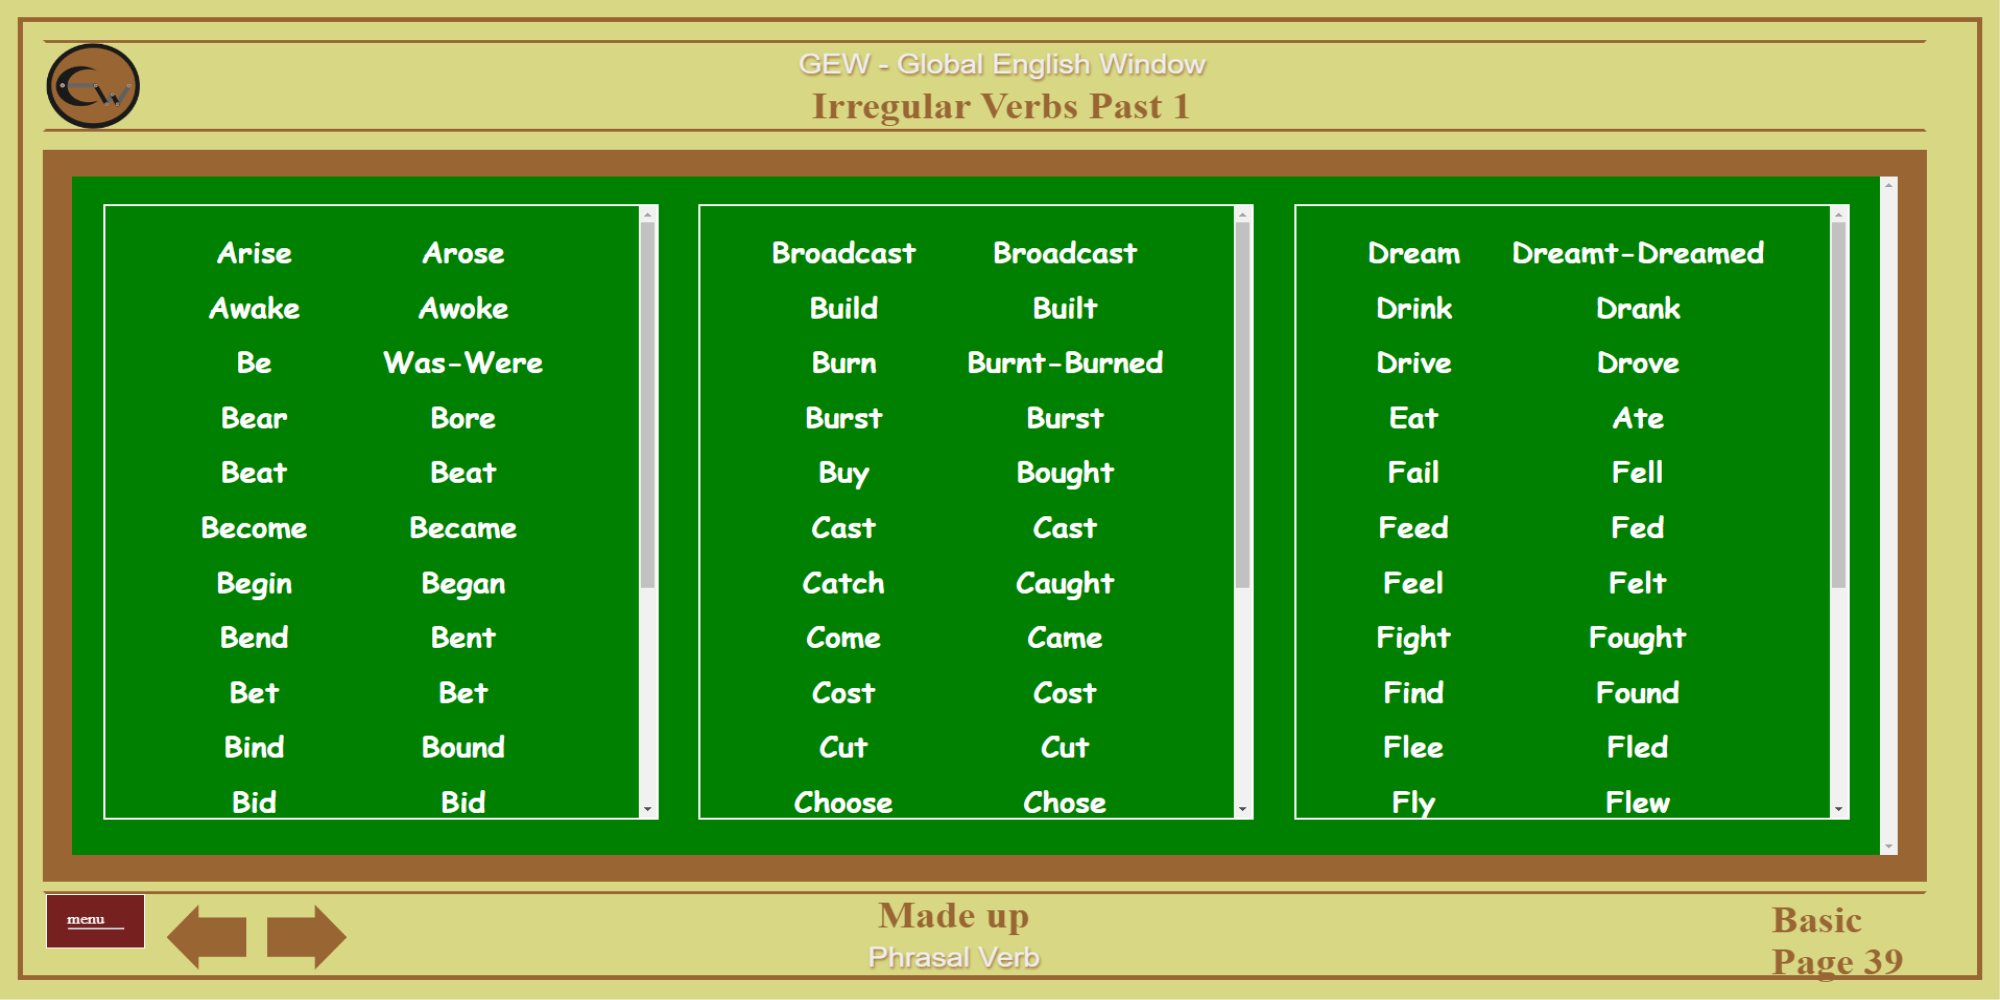 GEW - Global English Window
Irregular Verbs Past 1
Arise Arose
Awake Awoke
Be Was-Were
Bear Bore
Beat Beat
Become Became
Begin Began
Bend Bent
Bet Bet
Bind Bound
Bid Bid
Broadcast Broadcast
Build Built
Burn Burnt-Burned
Burst Burst
Buy Bought
Cast Cast
Catch Caught
Come Came
Cost Cost
Cut Cut
Choose Chose
Dream Dreamt-Dreamed
Drink Drank
Drive Drove
Eat Ate
Fail Fell
Feed Fed
Feel Felt
Fight Fought
Find Found
Flee Fled
Fly Flew
menu
Made up
Phrasal Verb
Basic
Page 39